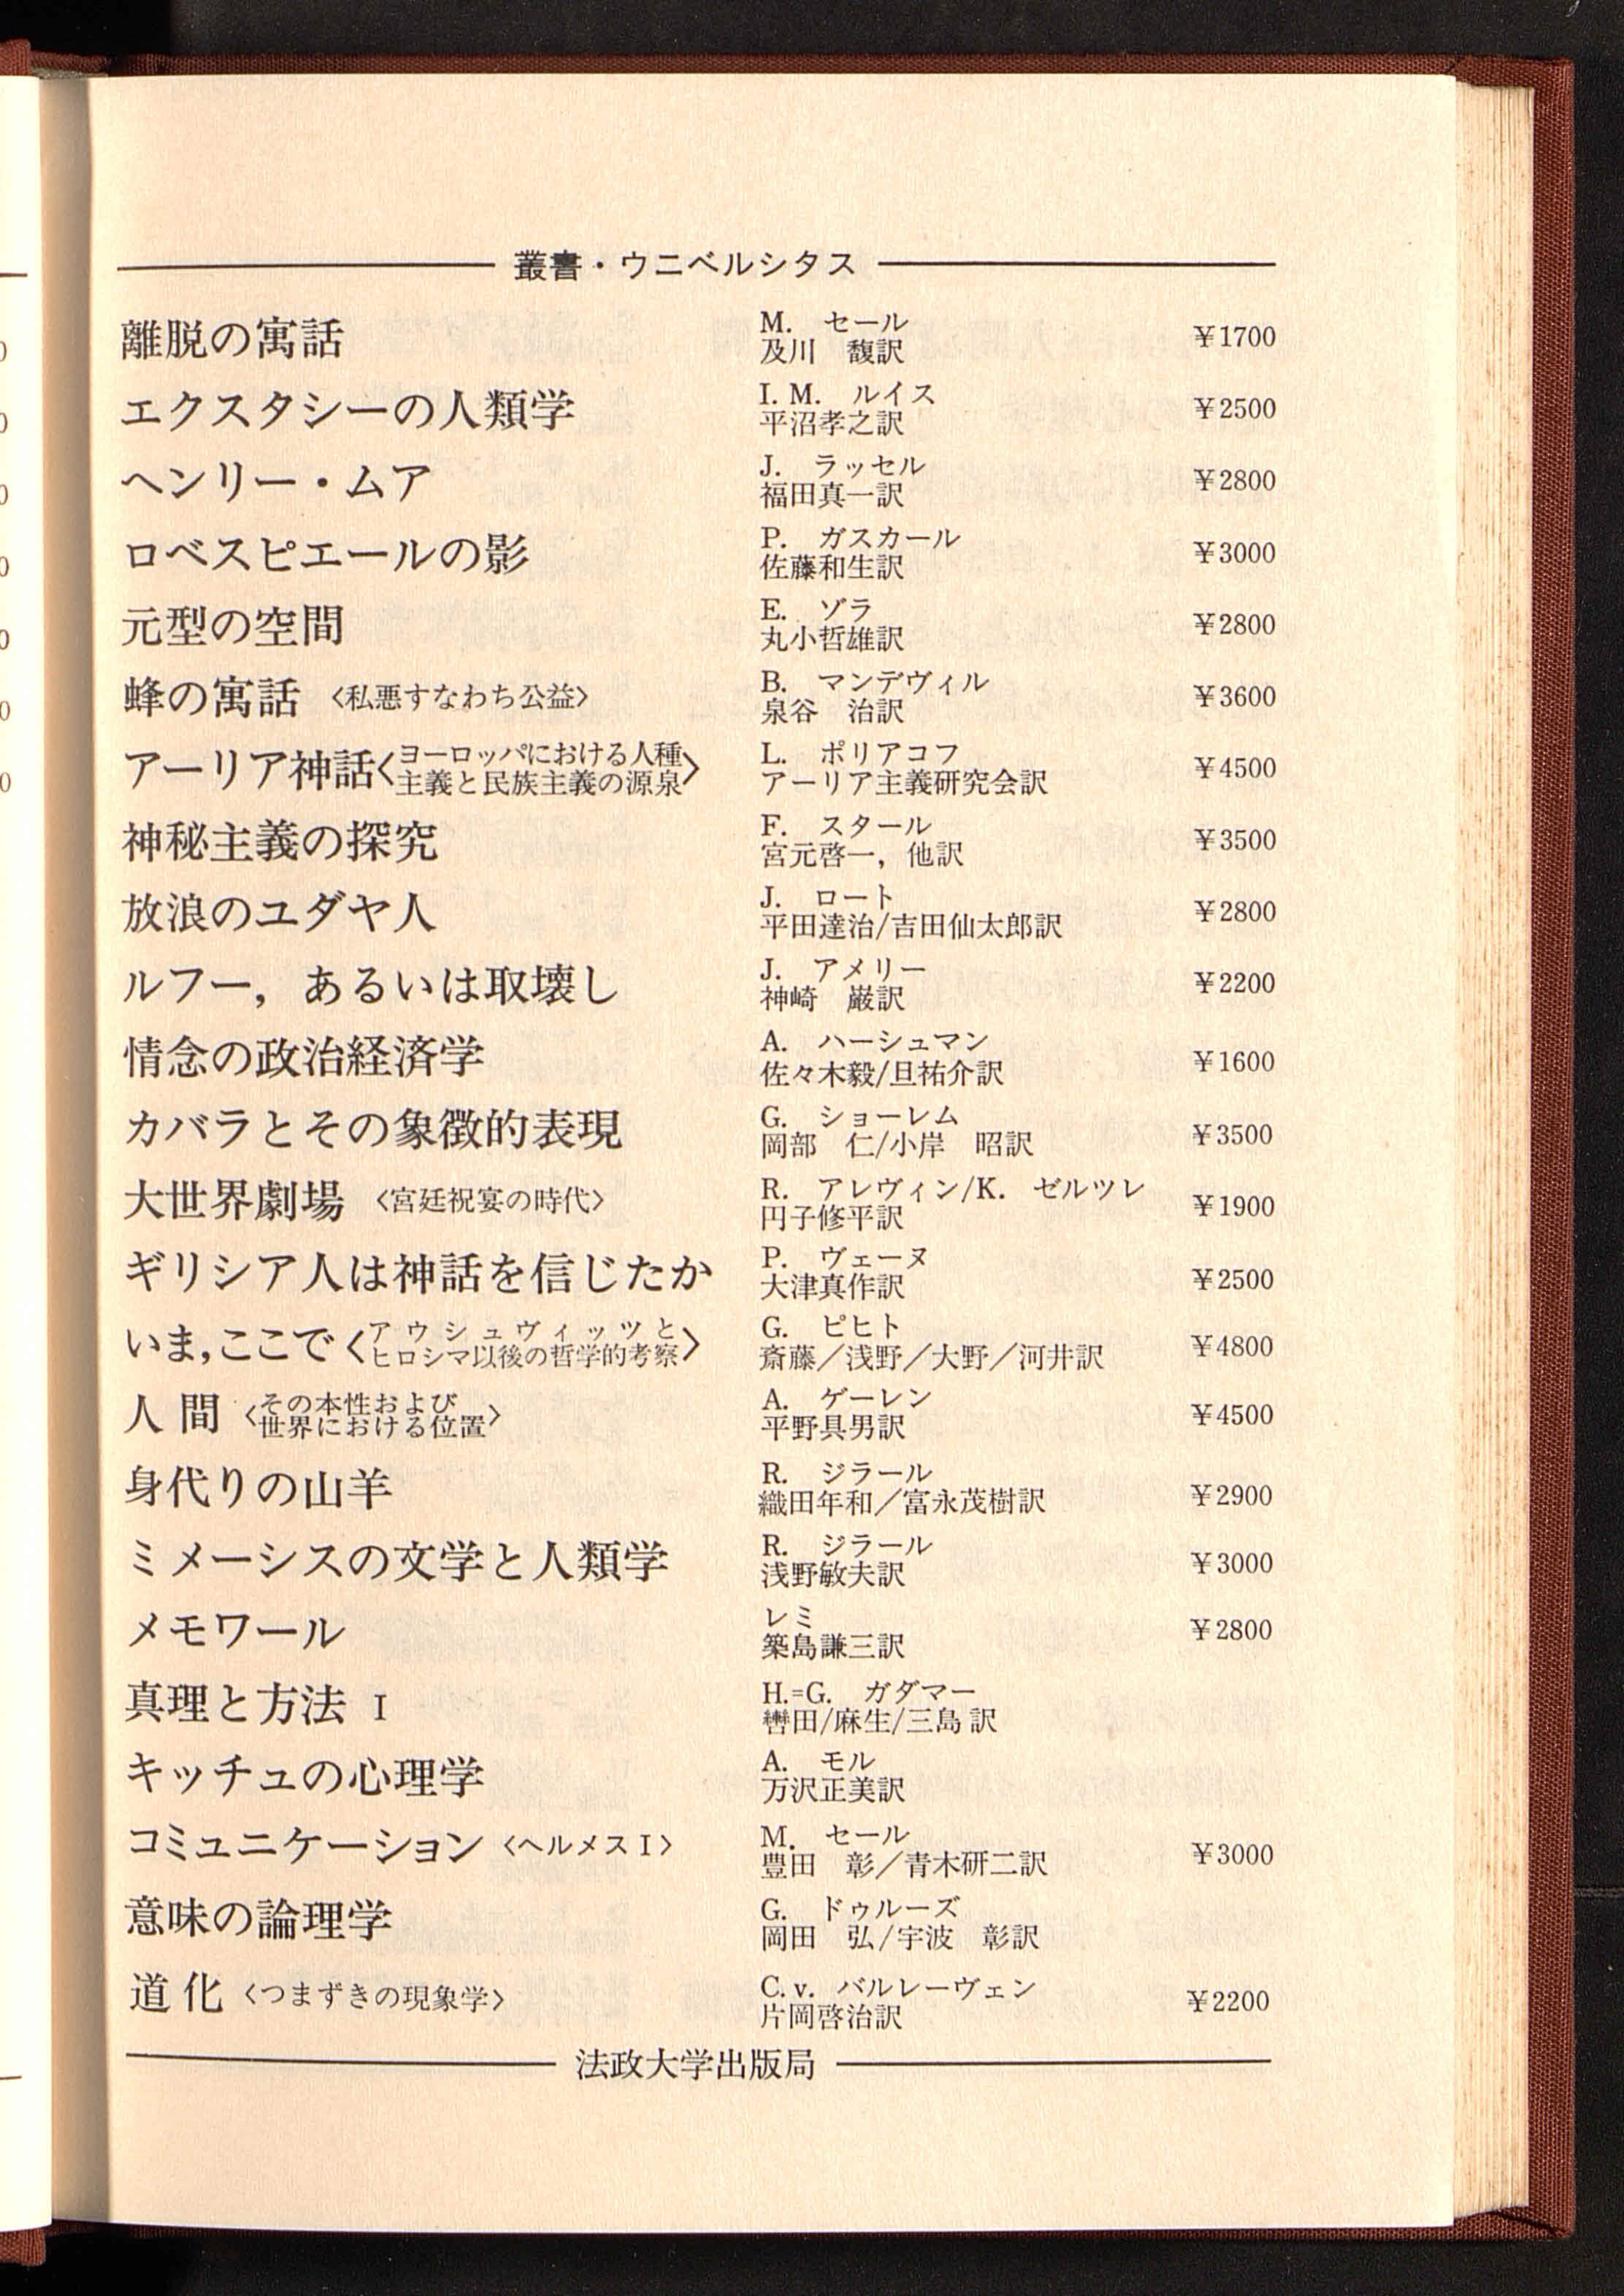 叢書・ウニベルシタス
離脱の寓話 M. セール 及川 馥訳 ¥1700
エクスタシーの人類学 I. M. ルイス 平沼孝之訳 ¥2500
ヘンリー・ムア J. ラッセル 福田真一訳 ¥2800
ロベスピエールの影 P. ガスカール 佐藤和生訳 ¥3000
元型の空間 E. ゾラ 丸小哲雄訳 ¥2800
蜂の寓話 〈私悪すなわち公益〉 B. マンデヴィル 泉谷 治訳 ¥3600
アーリア神話〈ヨーロッパにおける人種主義と民族主義の源泉〉 L. ポリアコフ アーリア主義研究会訳 ¥4500
神秘主義の探究 F. スタール 宮元啓一，他訳 ¥3500
放浪のユダヤ人 J. ロート 平田達治/吉田仙太郎訳 ¥2800
ルフー，あるいは取壊し J. アメリー 神崎 巌訳 ¥2200
情念の政治経済学 A. ハーシュマン 佐々木毅/旦祐介訳 ¥1600
カバラとその象徴的表現 G. ショーレム 岡部 仁/小岸 昭訳 ¥3500
大世界劇場 〈宮廷祝宴の時代〉 R. アレヴィン/K. ゼルツレ 円子修平訳 ¥1900
ギリシア人は神話を信じたか P. ヴェーヌ 大津真作訳 ¥2500
いま,ここで〈アウシュヴィッツとヒロシマ以後の哲学的考察〉 G. ピヒト 斎藤／浅野／大野／河井訳 ¥4800
人間 〈その本性および世界における位置〉 A. ゲーレン 平野具男訳 ¥4500
身代りの山羊 R. ジラール 織田年和／富永茂樹訳 ¥2900
ミメーシスの文学と人類学 R. ジラール 浅野敏夫訳 ¥3000
メモワール レミ 築島謙三訳 ¥2800
真理と方法 I H.=G. ガダマー 轡田/麻生/三島訳
キッチュの心理学 A. モル 万沢正美訳
コミュニケーション 〈ヘルメスI〉 M. セール 豊田 彰／青木研二訳 ¥3000
意味の論理学 G. ドゥルーズ 岡田 弘/宇波 彰訳
道化 〈つまずきの現象学〉 C. v. バルレーヴェン 片岡啓治訳 ¥2200
法政大学出版局